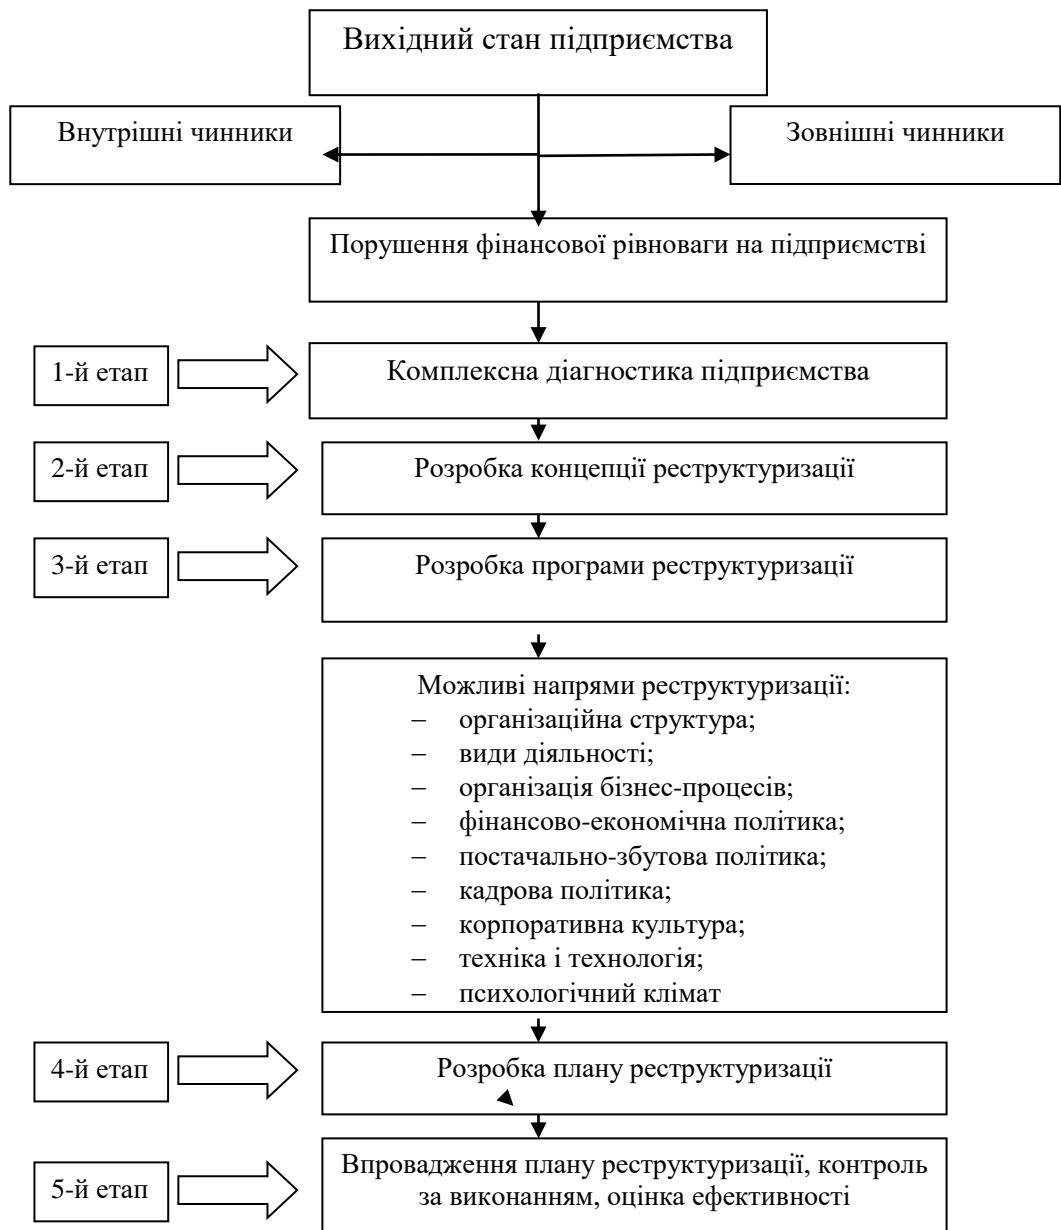 Вихідний стан підприємства
Внутрішні чинники
Зовнішні чинники
Порушення фінансової рівноваги на підприємстві
1-й етап
Комплексна діагностика підприємства
2-й етап
Розробка концепції реструктуризації
3-й етап
Розробка програми реструктуризації
Можливі напрями реструктуризації:
– організаційна структура;
– види діяльності;
– організація бізнес-процесів;
– фінансово-економічна політика;
– постачально-збутова політика;
– кадрова політика;
– корпоративна культура;
– техніка і технологія;
– психологічний клімат
4-й етап
Розробка плану реструктуризації
5-й етап
Впровадження плану реструктуризації, контроль
за виконанням, оцінка ефективності